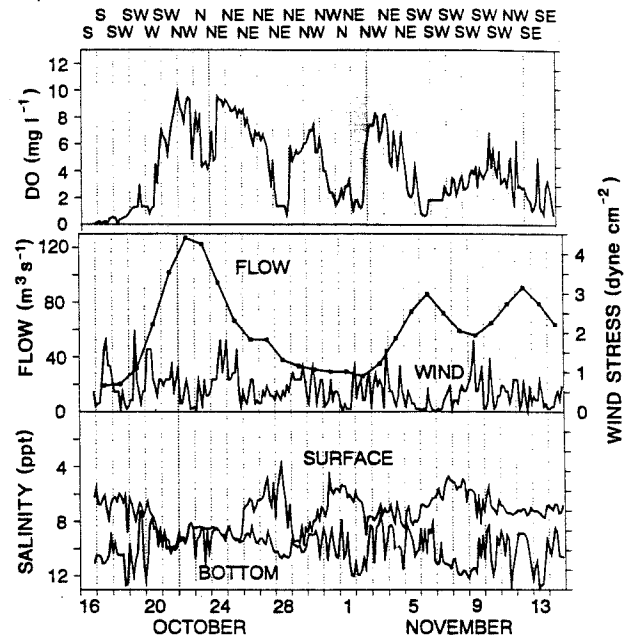 S SW SW N NE NE NE NWNE NE SW SW SW NW SE
S SW W NW NE NE NE NW N NW NE SW SW SW SE
DO (mg l⁻¹)
12
10
8
6
4
2
0
FLOW (m³ s⁻¹)
120
80
40
0
FLOW
WIND
4
3
2
1
0
WIND STRESS (dyne cm⁻²)
SALINITY (ppt)
4
8
12
SURFACE
BOTTOM
16 20 24 28 1 5 9 13
OCTOBER NOVEMBER